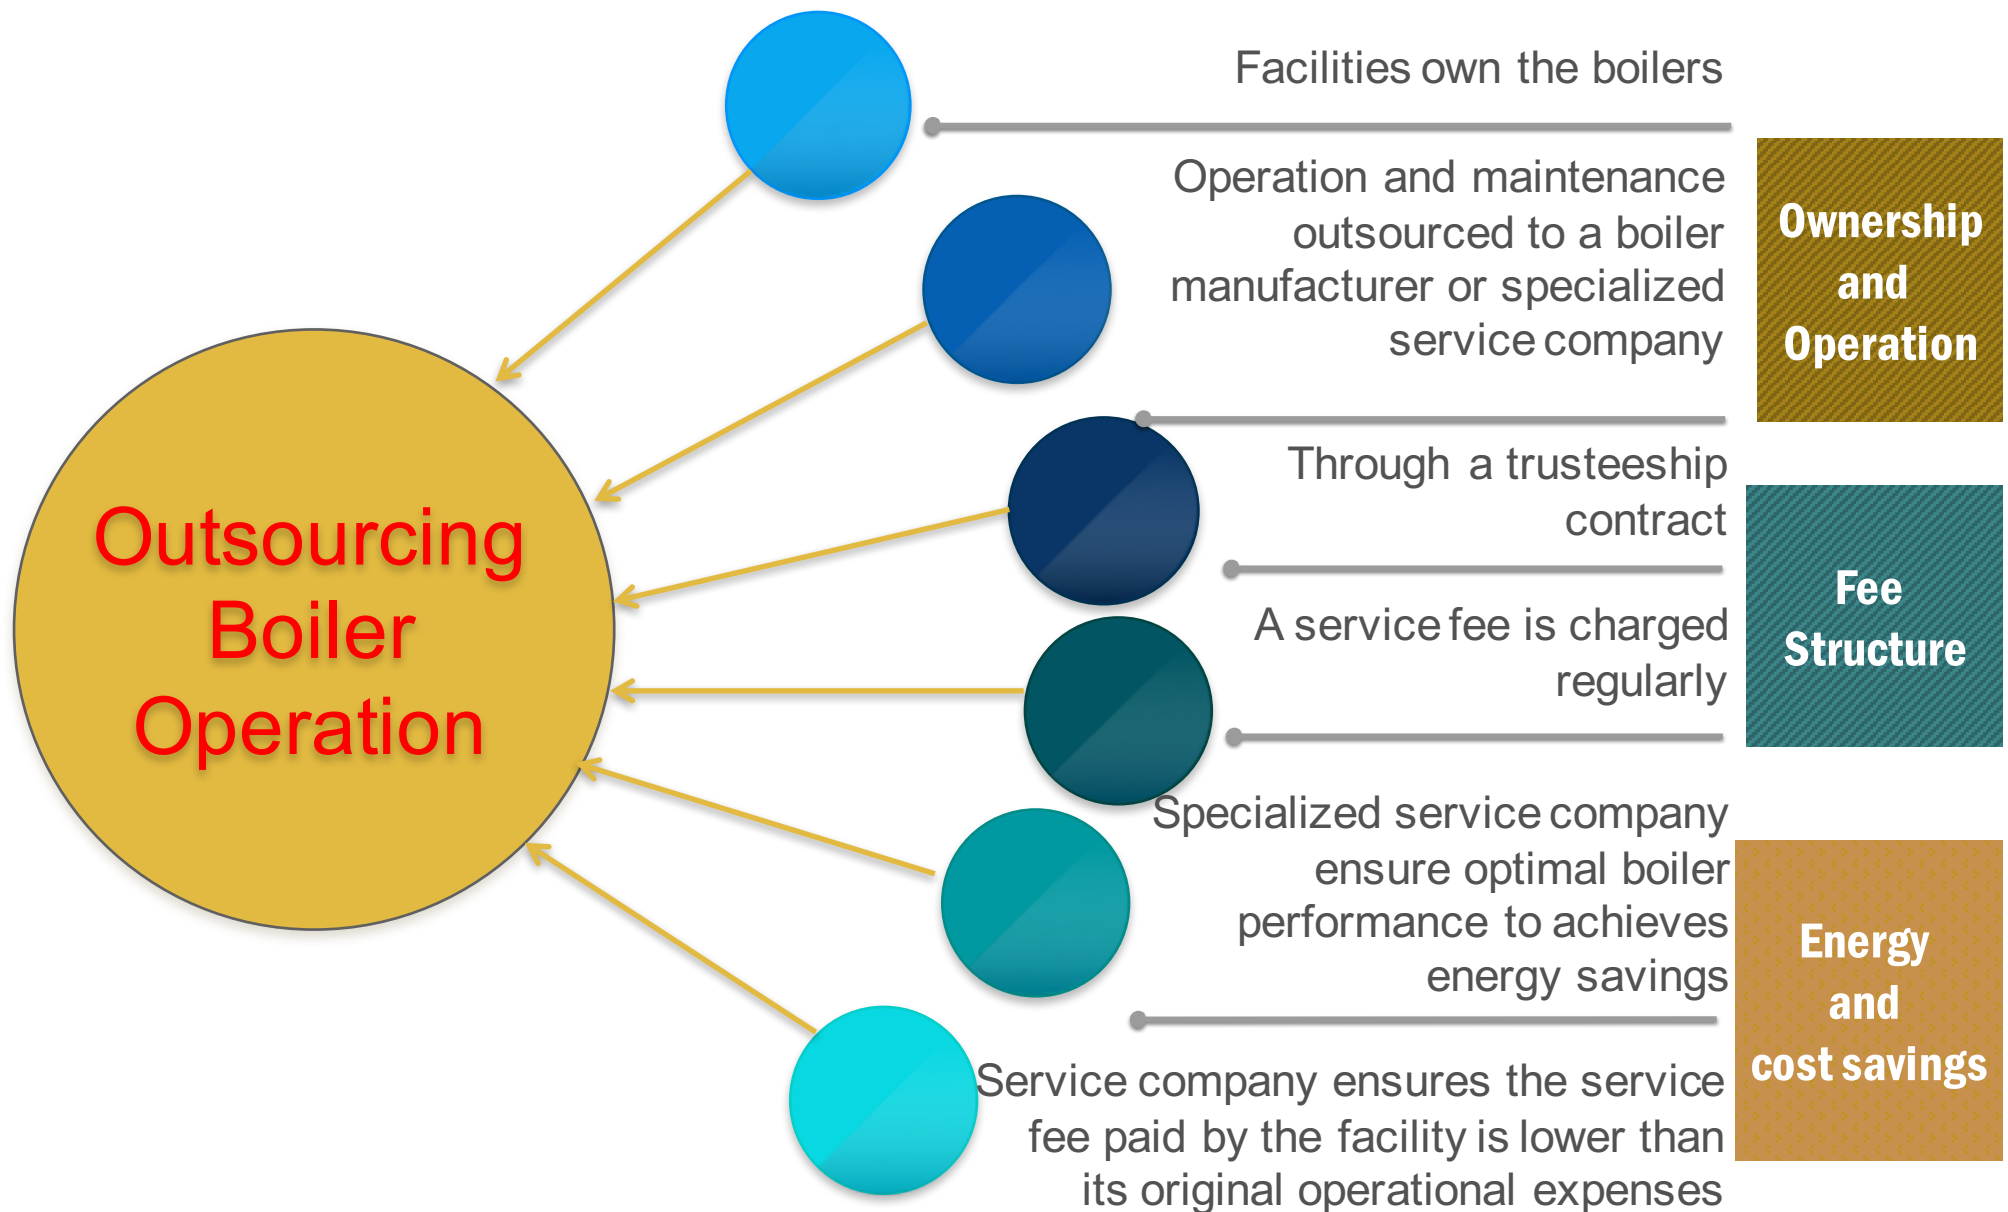 Facilities own the boilers
Operation and maintenance
outsourced to a boiler
manufacturer or specialized
service company
Ownership
and
Operation
Outsourcing
Boiler
Operation
Through a trusteeship
contract
A service fee is charged
regularly
Fee
Structure
Specialized service company
ensure optimal boiler
performance to achieves
energy savings
Service company ensures the service
fee paid by the facility is lower than
its original operational expenses
Energy
and
cost savings